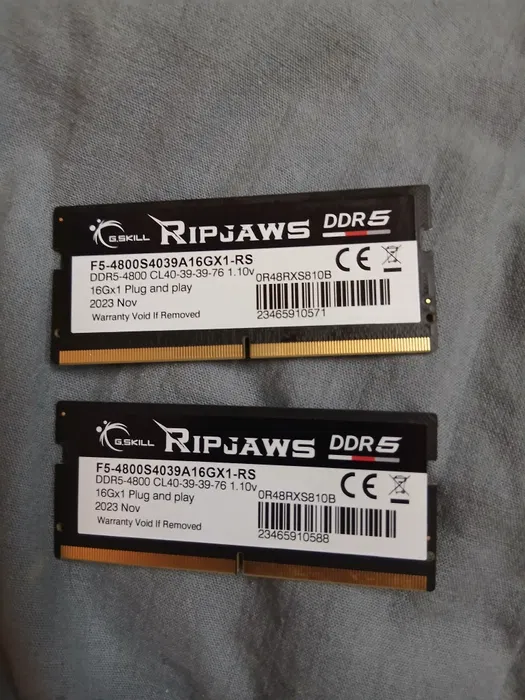 G.SKILL RIPJAWS DDR5
F5-4800S4039A16GX1-RS
DDR5-4800 CL40-39-39-76 1.10v
0R48RXS810B
16Gx1 Plug and play
2023 Nov
Warranty Void If Removed
23465910571
G.SKILL RIPJAWS DDR5
F5-4800S4039A16GX1-RS
DDR5-4800 CL40-39-39-76 1.10v
0R48RXS810B
16Gx1 Plug and play
2023 Nov
Warranty Void If Removed
23465910588